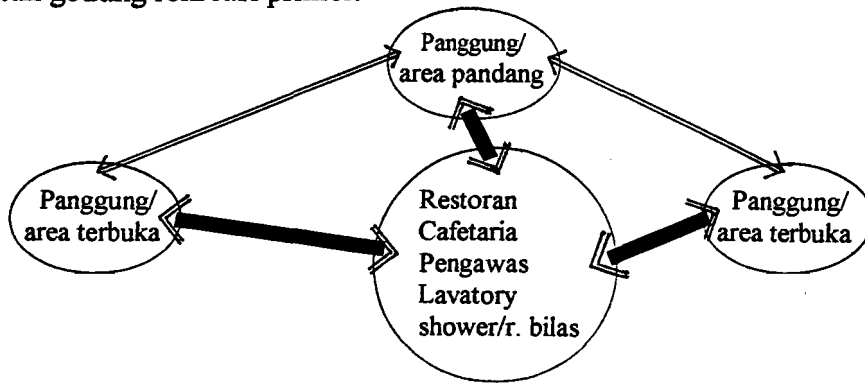 Panggung/
area pandang
Panggung/
area terbuka
Restoran
Cafetaria
Pengawas
Lavatory
shower/r. bilas
Panggung/
area terbuka